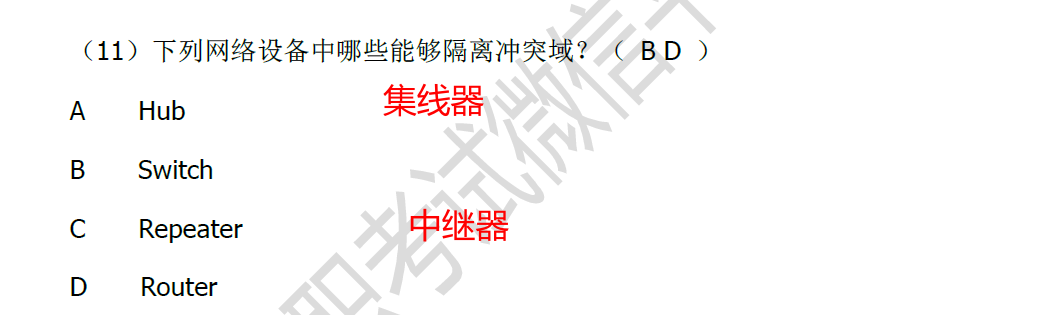 （11）下列网络设备中哪些能够隔离冲突域？（ B D ）
A Hub 集线器
B Switch
C Repeater 中继器
D Router
职考试微信